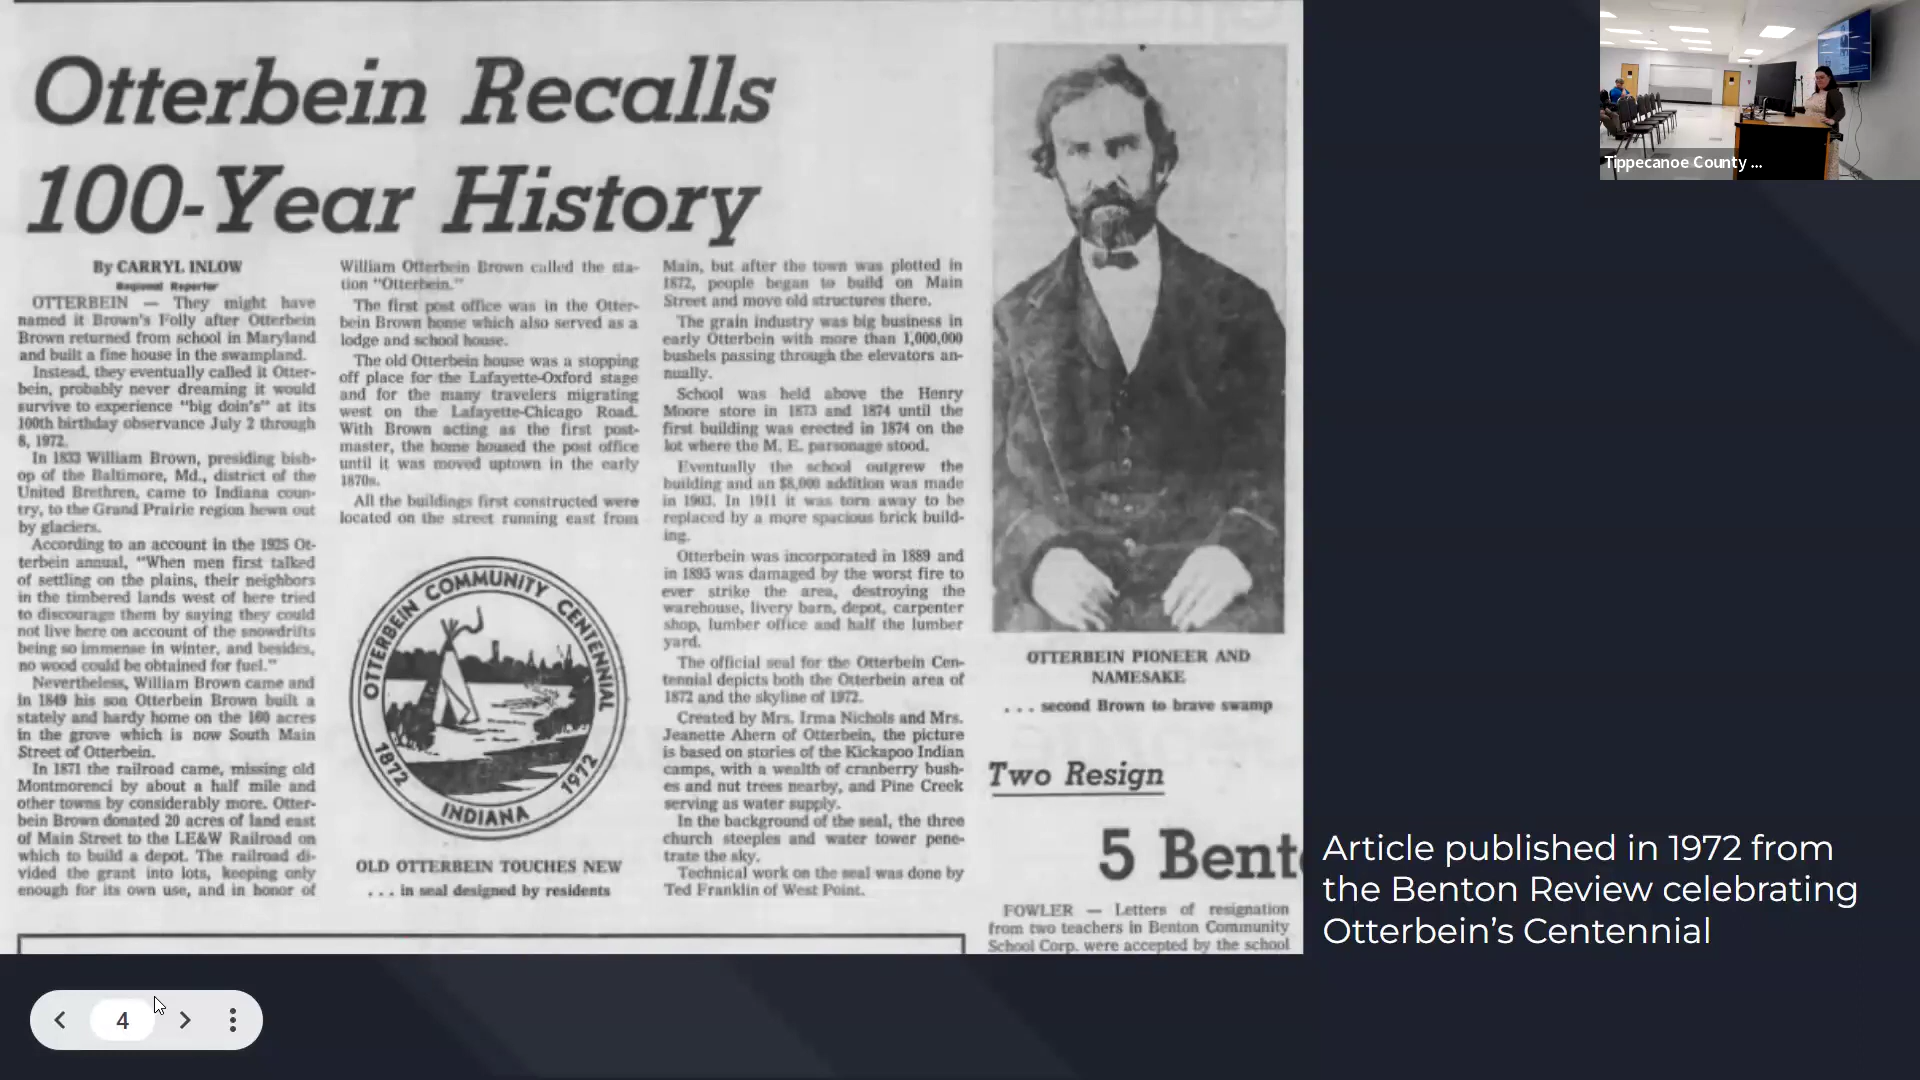 Otterbein Recalls
100-Year History
By CARRYL INLOW
Regional Reporter
OTTERBEIN — They might have
named it Brown's Folly after Otterbein
Brown returned from school in Maryland
and built a fine house in the swampland.
Instead, they eventually called it Otter-
bein, probably never dreaming it would
survive to experience "big doin's" at its
100th birthday observance July 2 through
8, 1972.
In 1833 William Brown, presiding bish-
op of the Baltimore, Md., district of the
United Brethren, came to Indiana coun-
try, to the Grand Prairie region hewn out
by glaciers.
According to an account in the 1925 Ot-
terbein annual, "When men first talked
of settling on the plains, their neighbors
in the timbered lands west of here tried
to discourage them by saying they could
not live here on account of the snowdrifts
being so immense in winter, and besides,
no wood could be obtained for fuel."
Nevertheless, William Brown came and
in 1849 his son Otterbein Brown built a
stately and hardy home on the 160 acres
in the grove which is now South Main
Street of Otterbein.
In 1871 the railroad came, missing old
Montmorenci by about a half mile and
other towns by considerably more. Otter-
bein Brown donated 20 acres of land east
of Main Street to the LE&W Railroad on
which to build a depot. The railroad di-
vided the grant into lots, keeping only
enough for its own use, and in honor of
William Otterbein Brown called the sta-
tion "Otterbein."
The first post office was in the Otter-
bein Brown home which also served as a
lodge and school house.
The old Otterbein house was a stopping
off place for the Lafayette-Oxford stage
and for the many travelers migrating
west on the Lafayette-Chicago Road.
With Brown acting as the first post-
master, the home housed the post office
until it was moved uptown in the early
1870s.
All the buildings first constructed were
located on the street running east from
OTTERBEIN COMMUNITY CENTENNIAL
1872
1972
INDIANA
OLD OTTERBEIN TOUCHES NEW
. . . in seal designed by residents
Main, but after the town was plotted in
1872, people began to build on Main
Street and move old structures there.
The grain industry was big business in
early Otterbein with more than 1,000,000
bushels passing through the elevators an-
nually.
School was held above the Henry
Moore store in 1873 and 1874 until the
first building was erected in 1874 on the
lot where the M. E. parsonage stood.
Eventually the school outgrew the
building and an $8,000 addition was made
in 1903. In 1911 it was torn away to be
replaced by a more spacious brick build-
ing.
Otterbein was incorporated in 1889 and
in 1895 was damaged by the worst fire to
ever strike the area, destroying the
warehouse, livery barn, depot, carpenter
shop, lumber office and half the lumber
yard.
The official seal for the Otterbein Cen-
tennial depicts both the Otterbein area of
1872 and the skyline of 1972.
Created by Mrs. Irma Nichols and Mrs.
Jeanette Ahern of Otterbein, the picture
is based on stories of the Kickapoo Indian
camps, with a wealth of cranberry bush-
es and nut trees nearby, and Pine Creek
serving as water supply.
In the background of the seal, the three
church steeples and water tower pene-
trate the sky.
Technical work on the seal was done by
Ted Franklin of West Point.
OTTERBEIN PIONEER AND
NAMESAKE
. . . second Brown to brave swamp
Two Resign
5 Bent
FOWLER — Letters of resignation
from two teachers in Benton Community
School Corp. were accepted by the school
Article published in 1972 from
the Benton Review celebrating
Otterbein's Centennial
Tippecanoe County ...
4